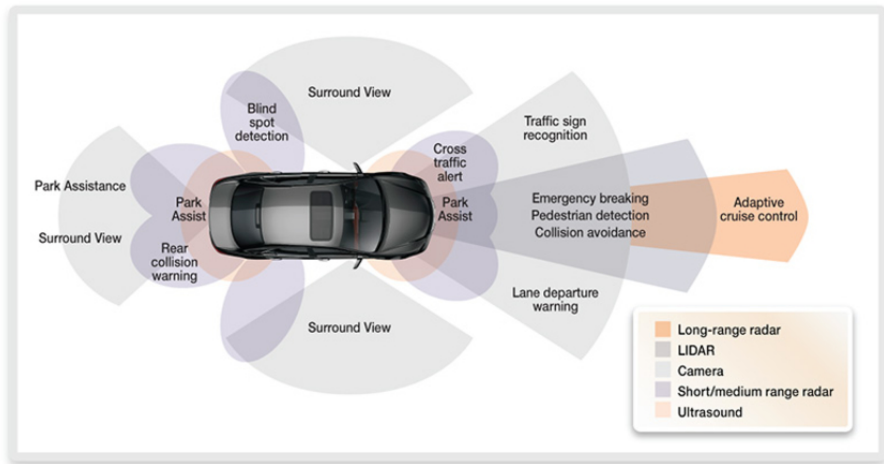 Surround View
Blind
spot
detection
Traffic sign
recognition
Cross
traffic
alert
Park Assistance
Park
Assist
Park
Assist
Emergency breaking
Pedestrian detection
Collision avoidance
Adaptive
cruise control
Surround View
Rear
collision
warning
Lane departure
warning
Surround View
Long-range radar
LIDAR
Camera
Short/medium range radar
Ultrasound